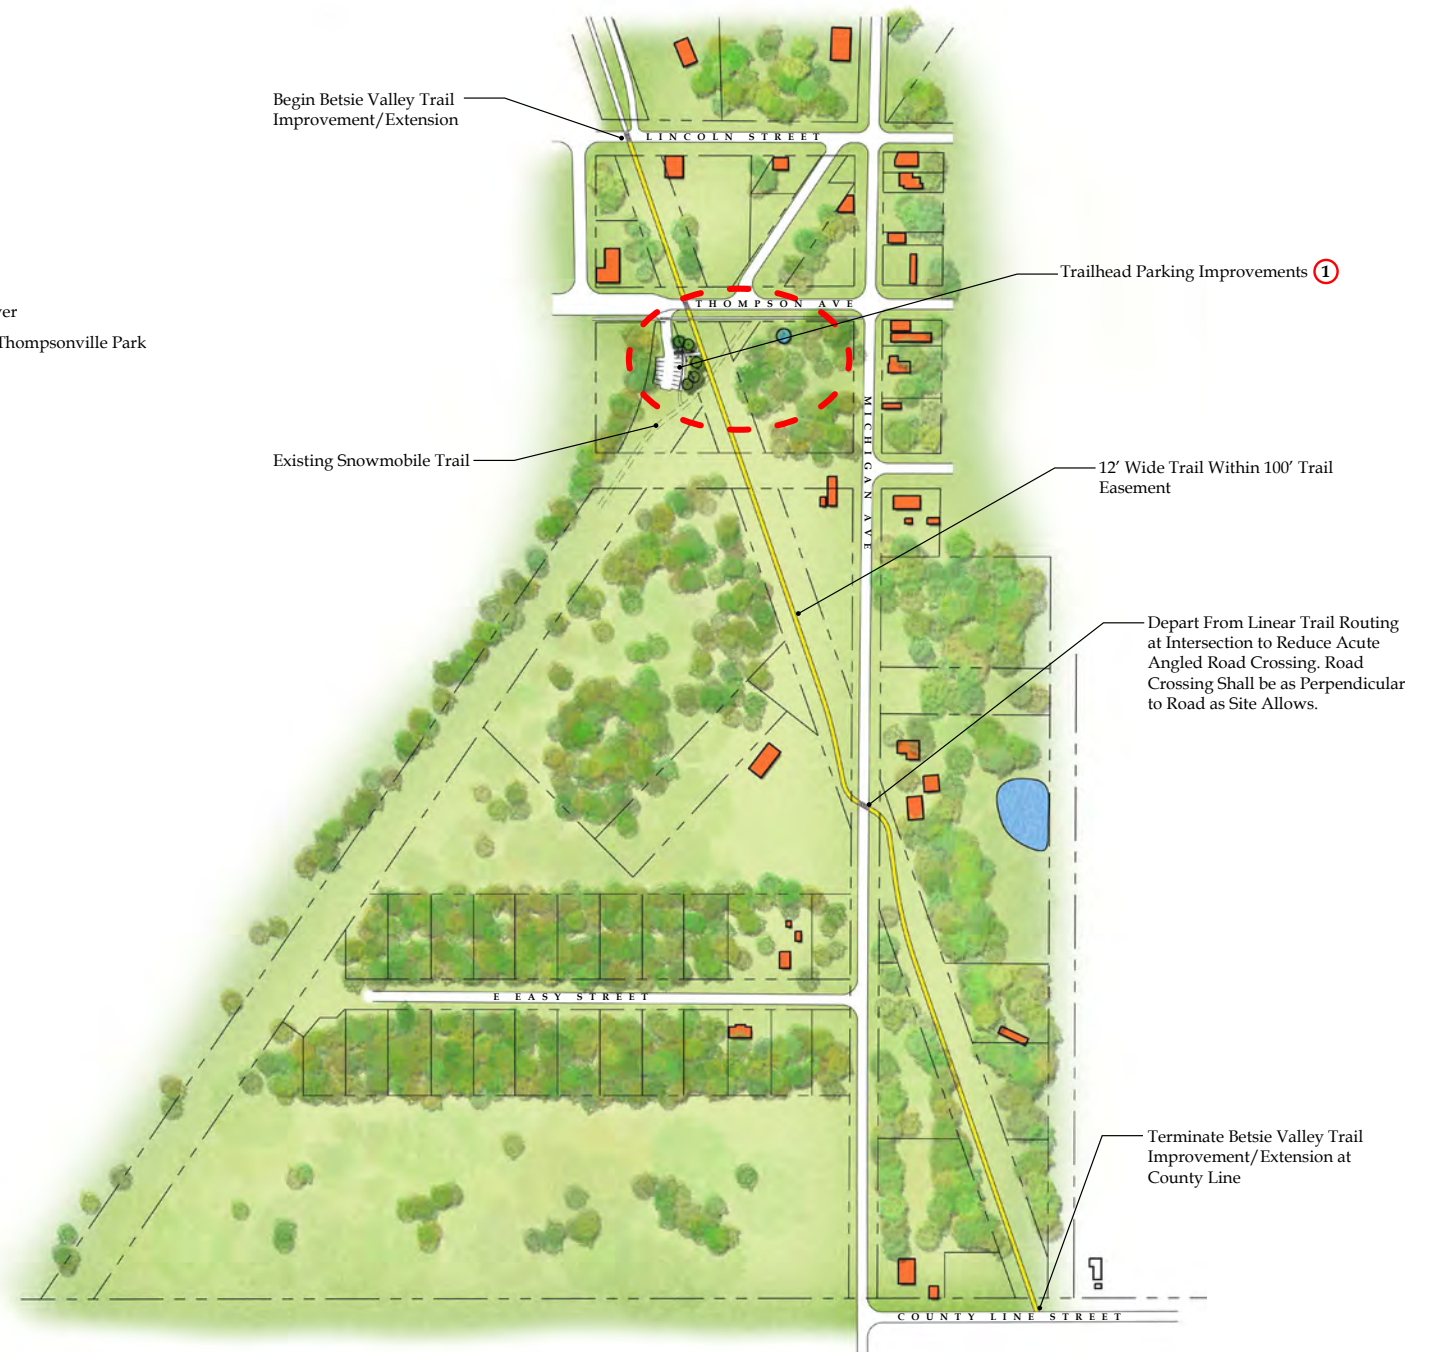 Begin Betsie Valley Trail
Improvement/Extension
LINCOLN STREET
Trailhead Parking Improvements 1
THOMPSON AVE
Thompsonville Park
MICHIGAN AVE
Existing Snowmobile Trail
12' Wide Trail Within 100' Trail
Easement
Depart From Linear Trail Routing
at Intersection to Reduce Acute
Angled Road Crossing. Road
Crossing Shall be as Perpendicular
to Road as Site Allows.
E EASY STREET
Terminate Betsie Valley Trail
Improvement/Extension at
County Line
COUNTY LINE STREET